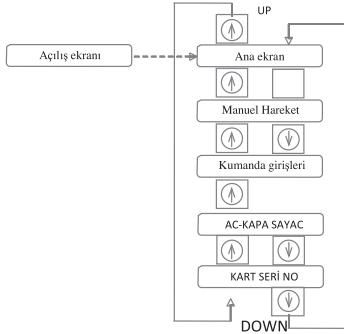 UP
Açılış ekranı
Ana ekran
Manuel Hareket
Kumanda girişleri
AC-KAPA SAYAC
KART SERİ NO
DOWN